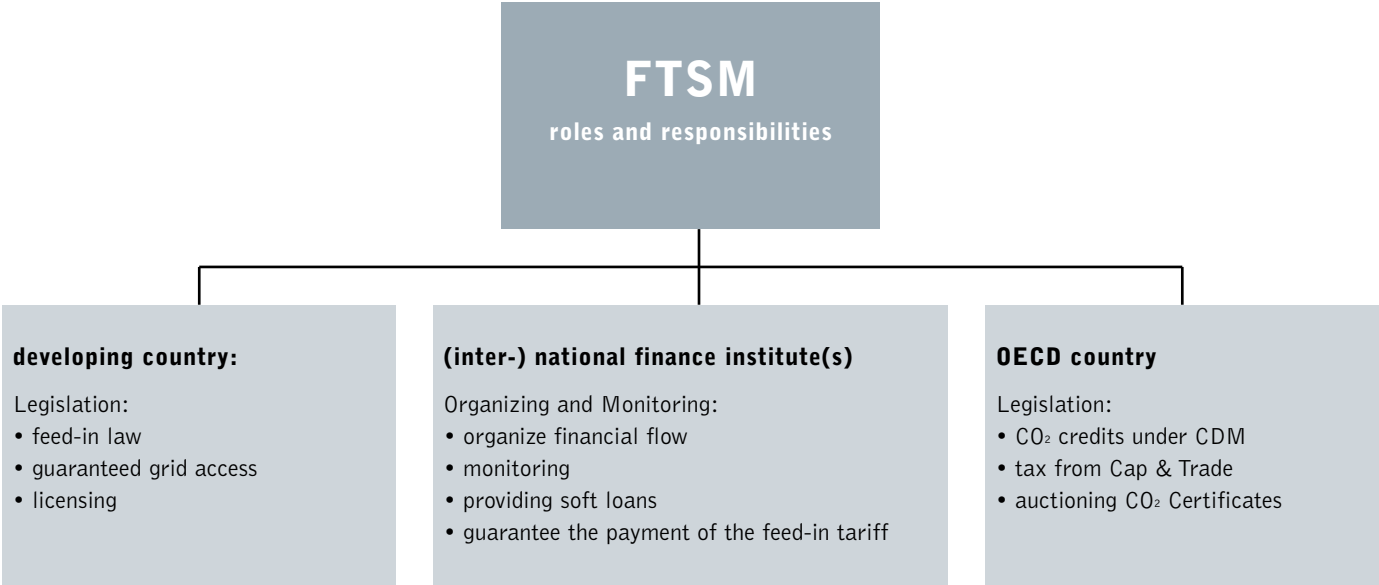 FTSM
roles and responsibilities
developing country:
Legislation:
• feed-in law
• guaranteed grid access
• licensing
(inter-) national finance institute(s)
Organizing and Monitoring:
• organize financial flow
• monitoring
• providing soft loans
• guarantee the payment of the feed-in tariff
OECD country
Legislation:
• CO₂ credits under CDM
• tax from Cap & Trade
• auctioning CO₂ Certificates